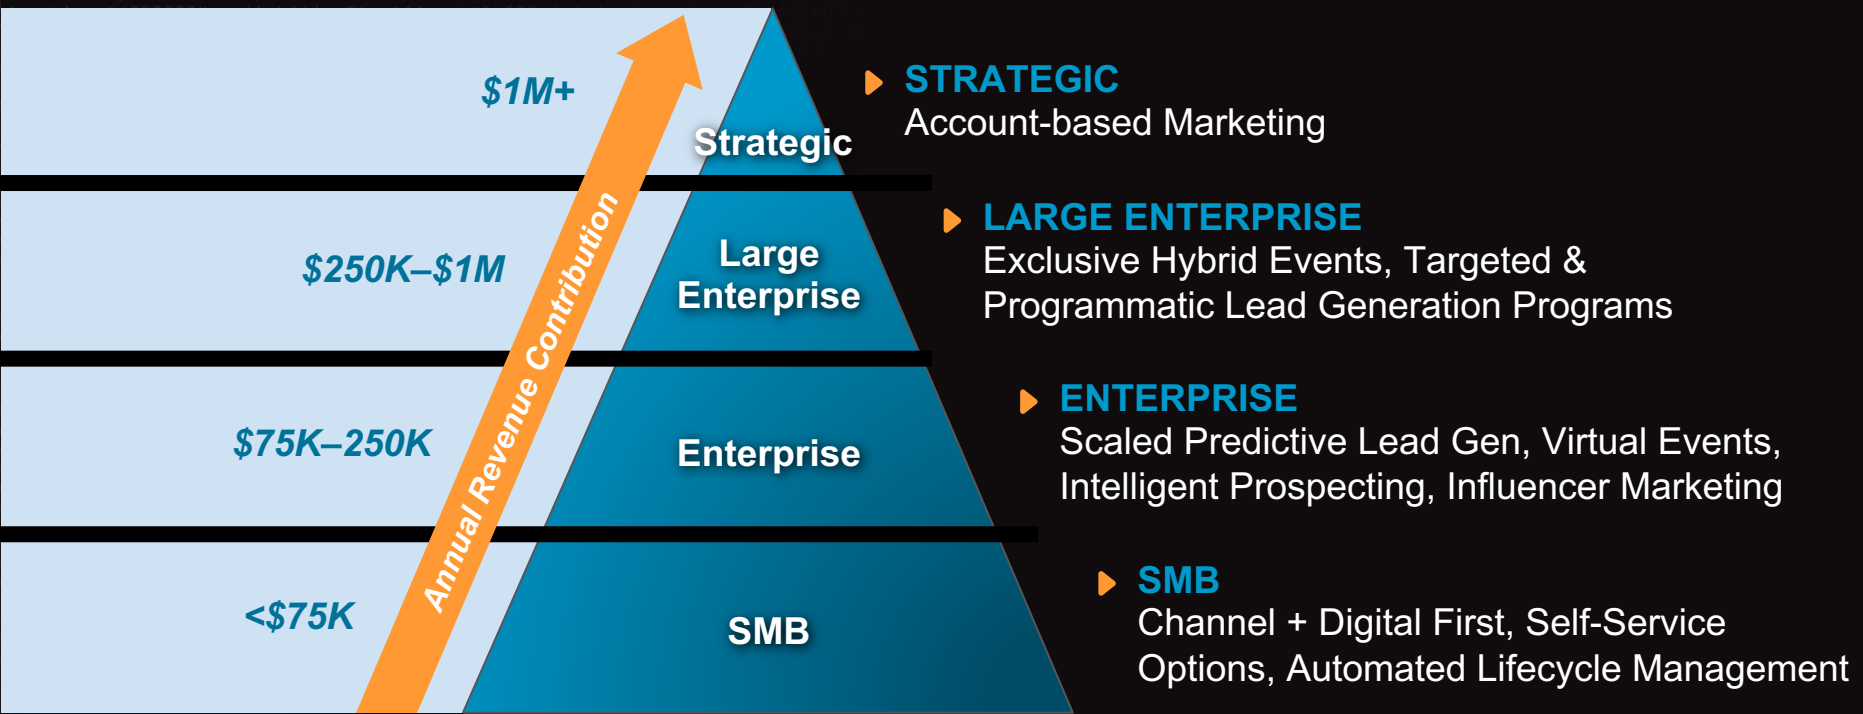 $1M+
Strategic
STRATEGIC
Account-based Marketing
$250K–$1M
Large
Enterprise
LARGE ENTERPRISE
Exclusive Hybrid Events, Targeted &
Programmatic Lead Generation Programs
Annual Revenue Contribution
$75K–250K
Enterprise
ENTERPRISE
Scaled Predictive Lead Gen, Virtual Events,
Intelligent Prospecting, Influencer Marketing
<$75K
SMB
SMB
Channel + Digital First, Self-Service
Options, Automated Lifecycle Management